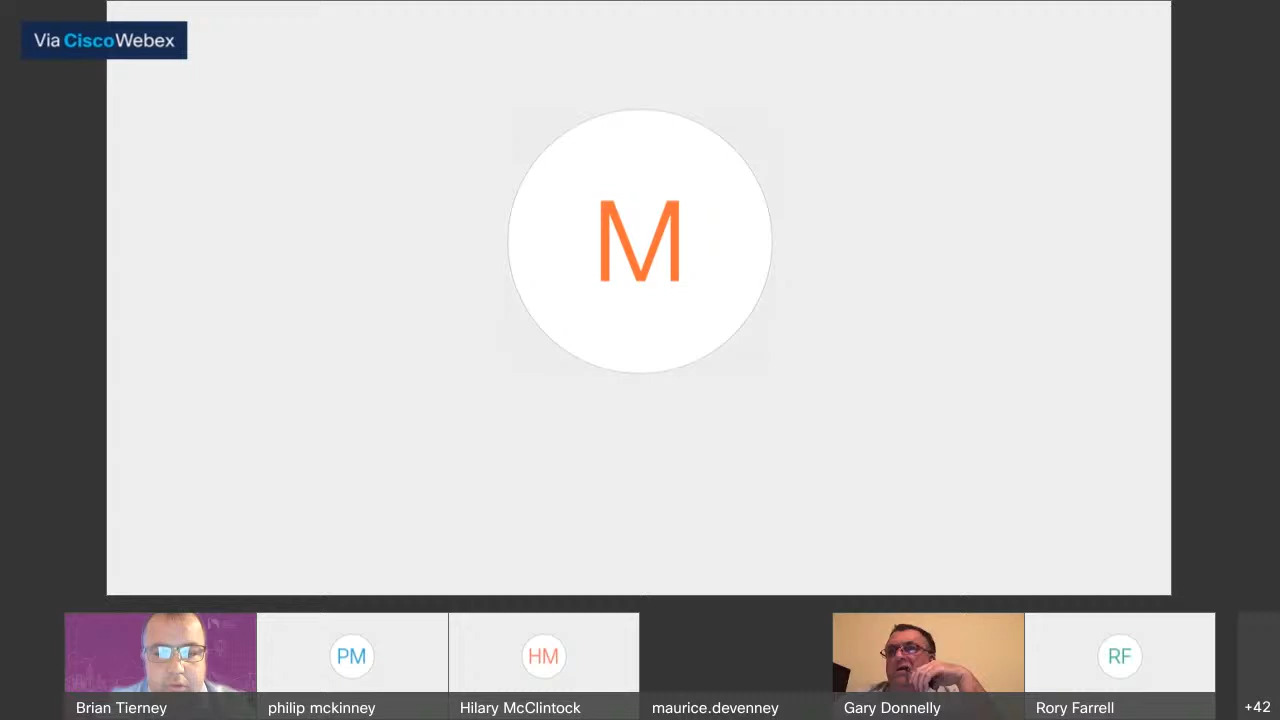 Via CiscoWebex
M
PM
HM
RF
Brian Tierney
philip mckinney
Hilary McClintock
maurice.devenney
Gary Donnelly
Rory Farrell
+42